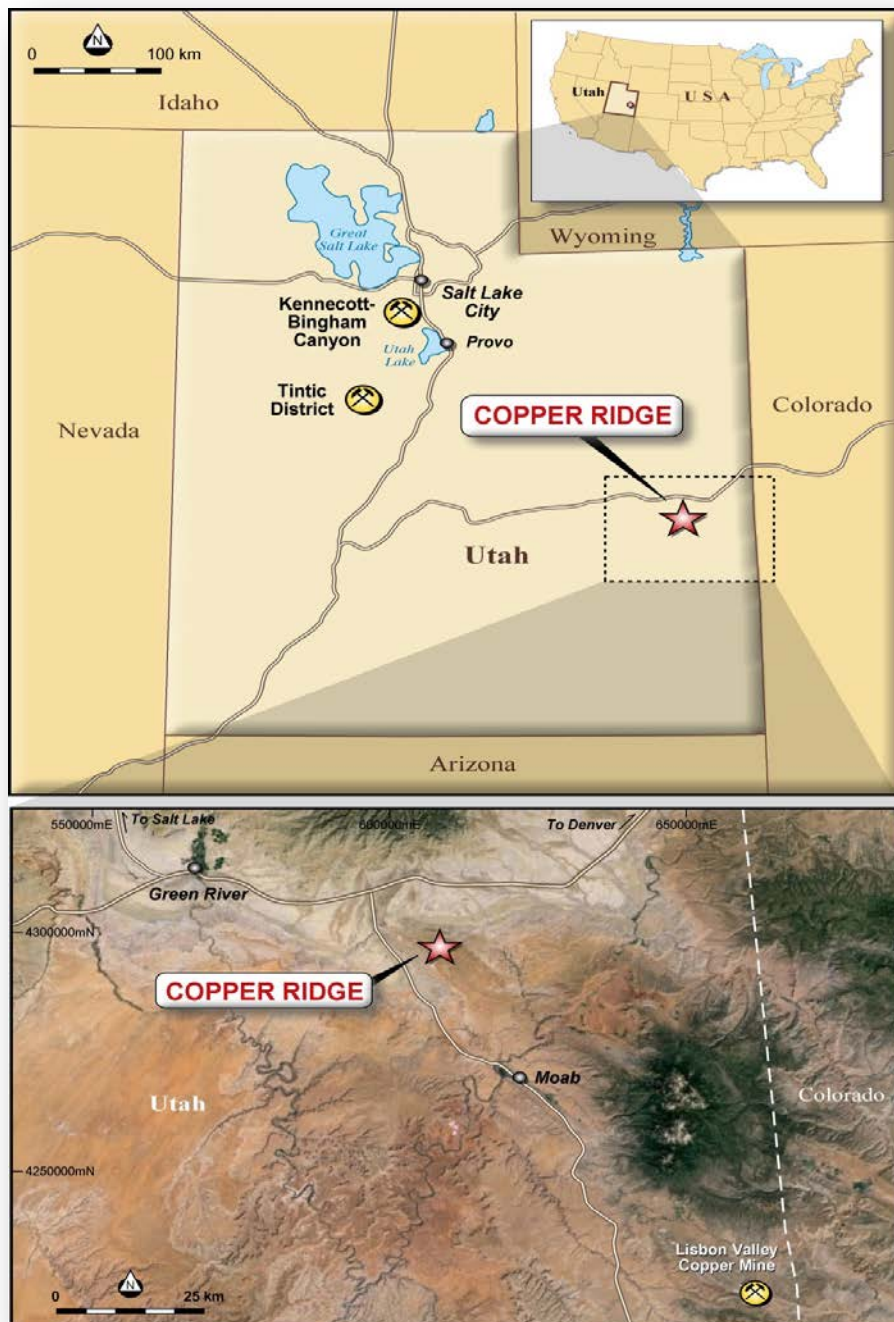 N
0 100 km
Idaho
Utah
U S A
Great
Salt Lake
Wyoming
Salt Lake
City
Kennecott-
Bingham
Canyon
Utah
Lake
Provo
Tintic
District
Nevada
COPPER RIDGE
Colorado
Utah
Arizona
550000mE
To Salt Lake
600000mE
To Denver
650000mE
Green River
4300000mN
COPPER RIDGE
Moab
Utah
Colorado
4250000mN
Lisbon Valley
Copper Mine
N
0 25 km